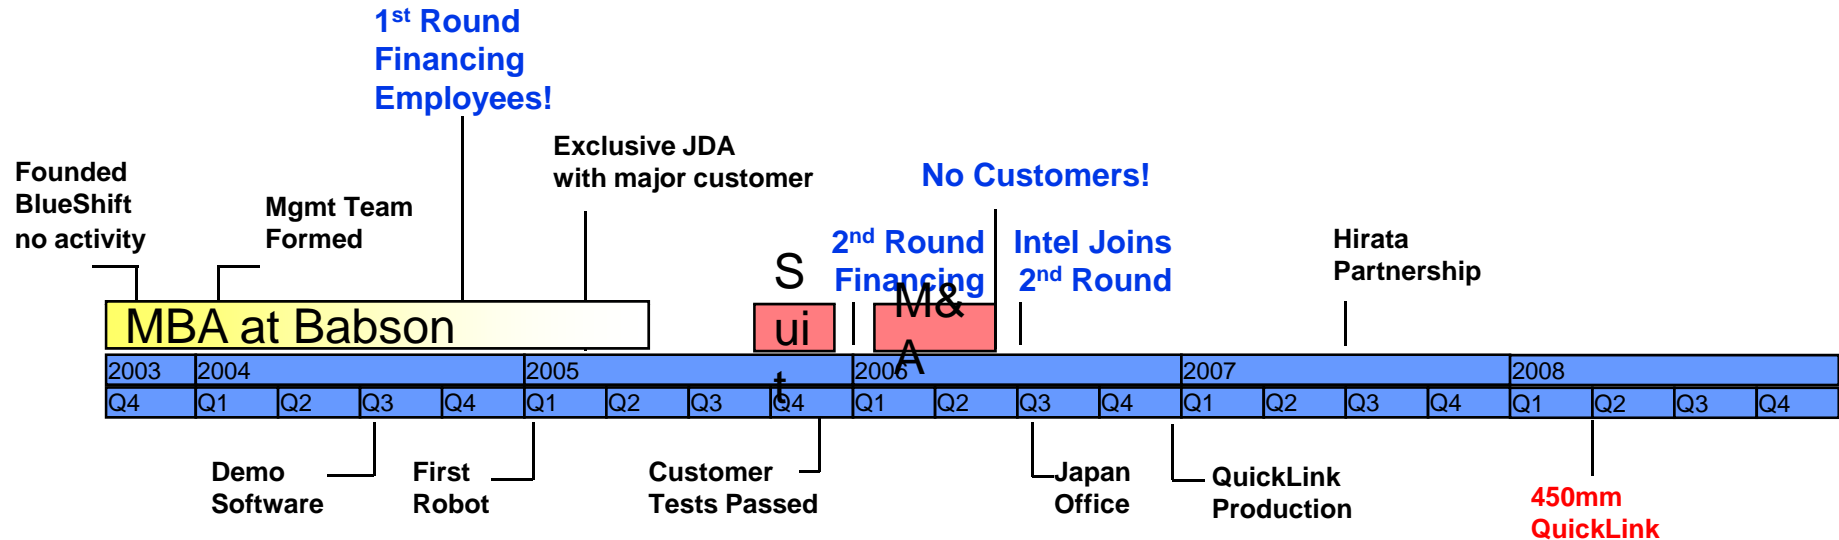 1st Round
Financing
Employees!
Exclusive JDA
with major customer
Founded
BlueShift
no activity
Mgmt Team
Formed
No Customers!
2nd Round
Financing
Intel Joins
2nd Round
Hirata
Partnership
MBA at Babson
S
ui
t
M&
A
2003 2004 2005 2006 2007 2008
Q4 Q1 Q2 Q3 Q4 Q1 Q2 Q3 Q4 Q1 Q2 Q3 Q4 Q1 Q2 Q3 Q4 Q1 Q2 Q3 Q4
Demo
Software
First
Robot
Customer
Tests Passed
Japan
Office
QuickLink
Production
450mm
QuickLink